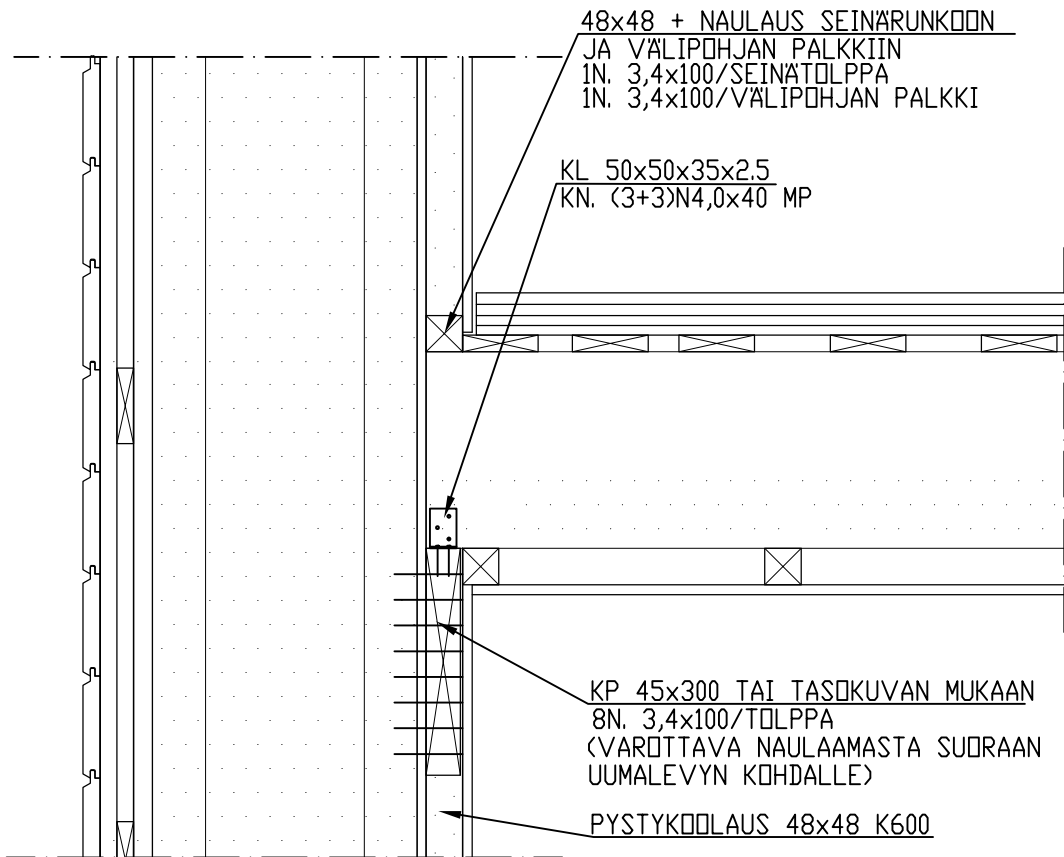 48x48 + NAULAUS SEINÄRUNKOON
JA VÄLIPOHJAN PALKKIIN
1N. 3,4x100/SEINÄTOLPPA
1N. 3,4x100/VÄLIPOHJAN PALKKI
KL 50x50x35x2.5
KN. (3+3)N4,0x40 MP
KP 45x300 TAI TASOKUVAN MUKAAN
8N. 3,4x100/TOLPPA
(VAROTTAVA NAULAAMASTA SUORAAN
UUMALEVYN KOHDALLE)
PYSTYKOOLAUS 48x48 K600